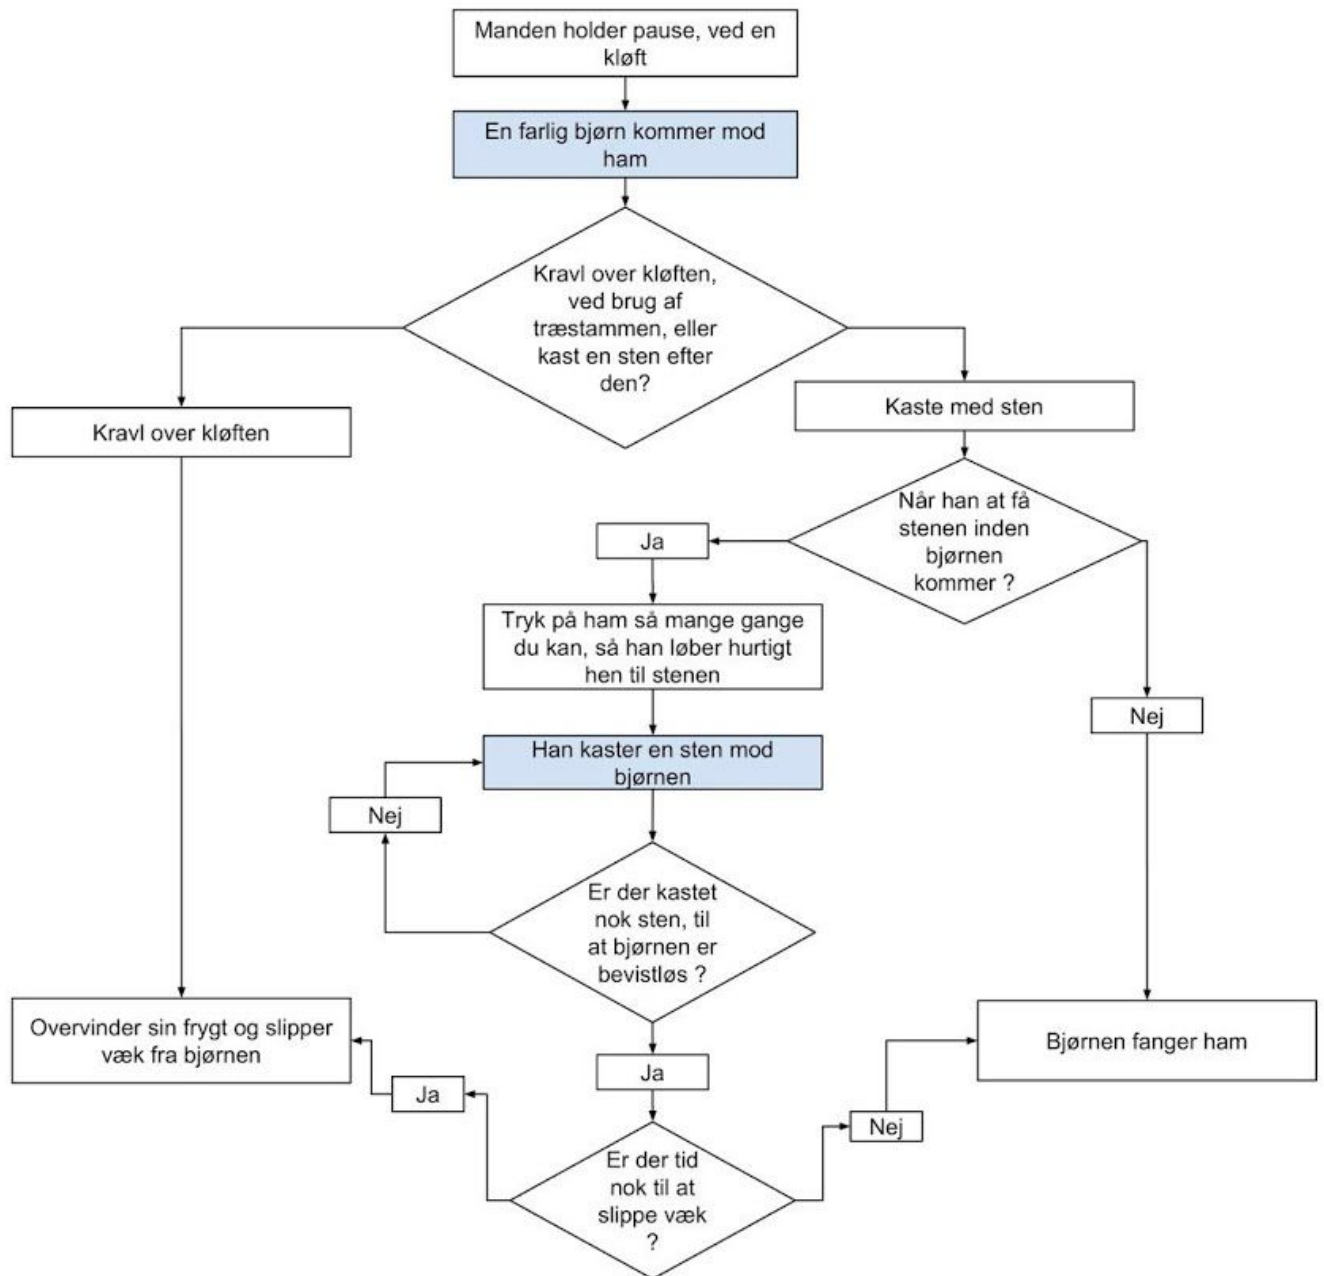 Manden holder pause, ved en
kløft
En farlig bjørn kommer mod
ham
Kravl over kløften,
ved brug af
træstammen, eller
kast en sten efter
den?
Kravl over kløften
Kaste med sten
Når han at få
stenen inden
bjørnen
kommer ?
Ja
Tryk på ham så mange gange
du kan, så han løber hurtigt
hen til stenen
Nej
Han kaster en sten mod
bjørnen
Nej
Er der kastet
nok sten, til
at bjørnen er
bevistløs ?
Overvinder sin frygt og slipper
væk fra bjørnen
Bjørnen fanger ham
Ja
Ja
Nej
Er der tid
nok til at
slippe væk
?